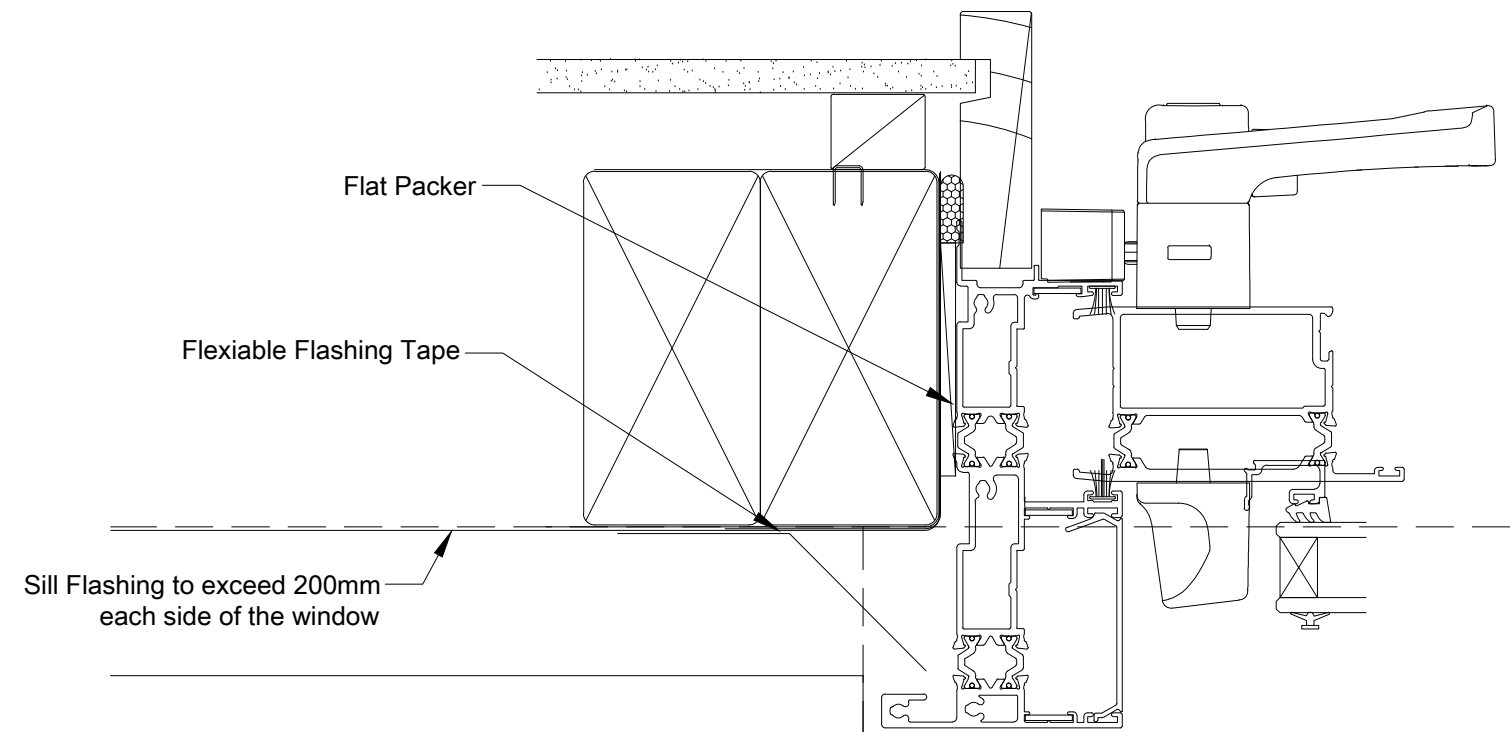 Flat Packer
Flexiable Flashing Tape
Sill Flashing to exceed 200mm
each side of the window